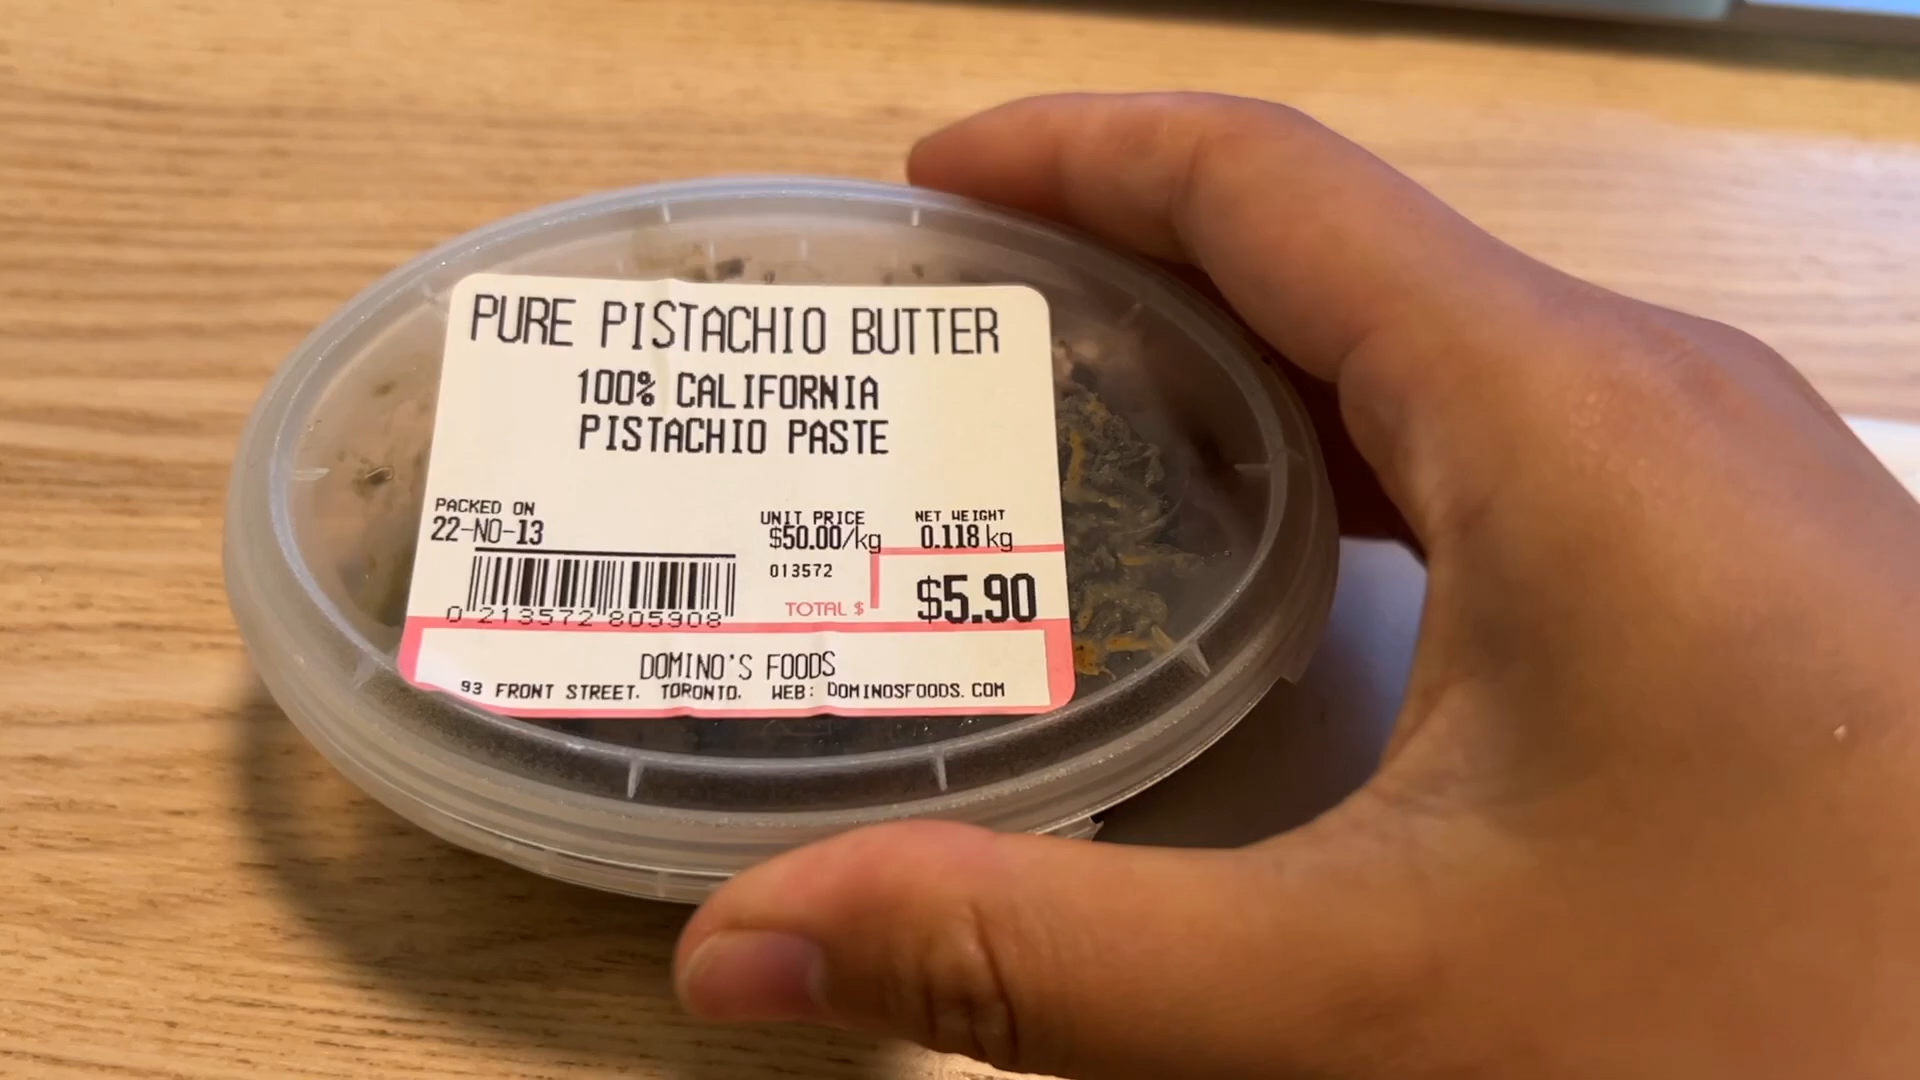 PURE PISTACHIO BUTTER
100% CALIFORNIA
PISTACHIO PASTE
PACKED ON
22-NO-13
UNIT PRICE
$50.00/kg
NET WEIGHT
0.118 kg
013572
TOTAL $
$5.90
0 213572 805908
DOMINO'S FOODS
93 FRONT STREET. TORONTO. WEB: DOMINOSFOODS.COM